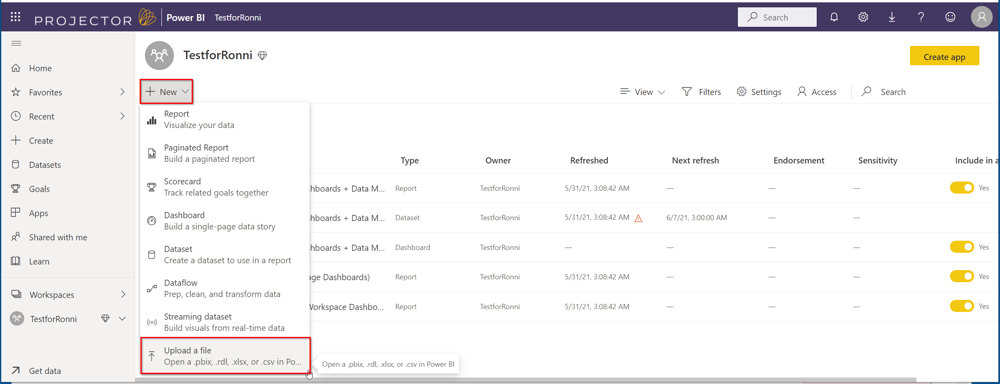 PROJECTOR Power BI TestforRonni Search
Home
Favorites
Recent
Create
Datasets
Goals
Apps
Shared with me
Learn
Workspaces
TestforRonni
Get data
TestforRonni
Create app
New View Filters Settings Access Search
Report
Visualize your data
Paginated Report
Build a paginated report
Scorecard
Track related goals together
Dashboard
Build a single-page data story
Dataset
Create a dataset to use in a report
Dataflow
Prep, clean, and transform data
Streaming dataset
Build visuals from real-time data
Upload a file
Open a .pbix, .rdl, .xlsx, or .csv in Po...
Open a .pbix, .rdl, .xlsx, or .csv in Power BI
Type Owner Refreshed Next refresh Endorsement Sensitivity Include in a
hboards + Data M... Report TestforRonni 5/31/21, 3:08:42 AM — — — Yes
hboards + Data M... Dataset TestforRonni 5/31/21, 3:08:42 AM 6/7/21, 3:00:00 AM — —
hboards + Data M... Dashboard TestforRonni — — — — Yes
age Dashboards) Report TestforRonni 5/31/21, 3:08:42 AM — — — Yes
Workspace Dashbo... Report TestforRonni 5/31/21, 3:08:42 AM — — — Yes